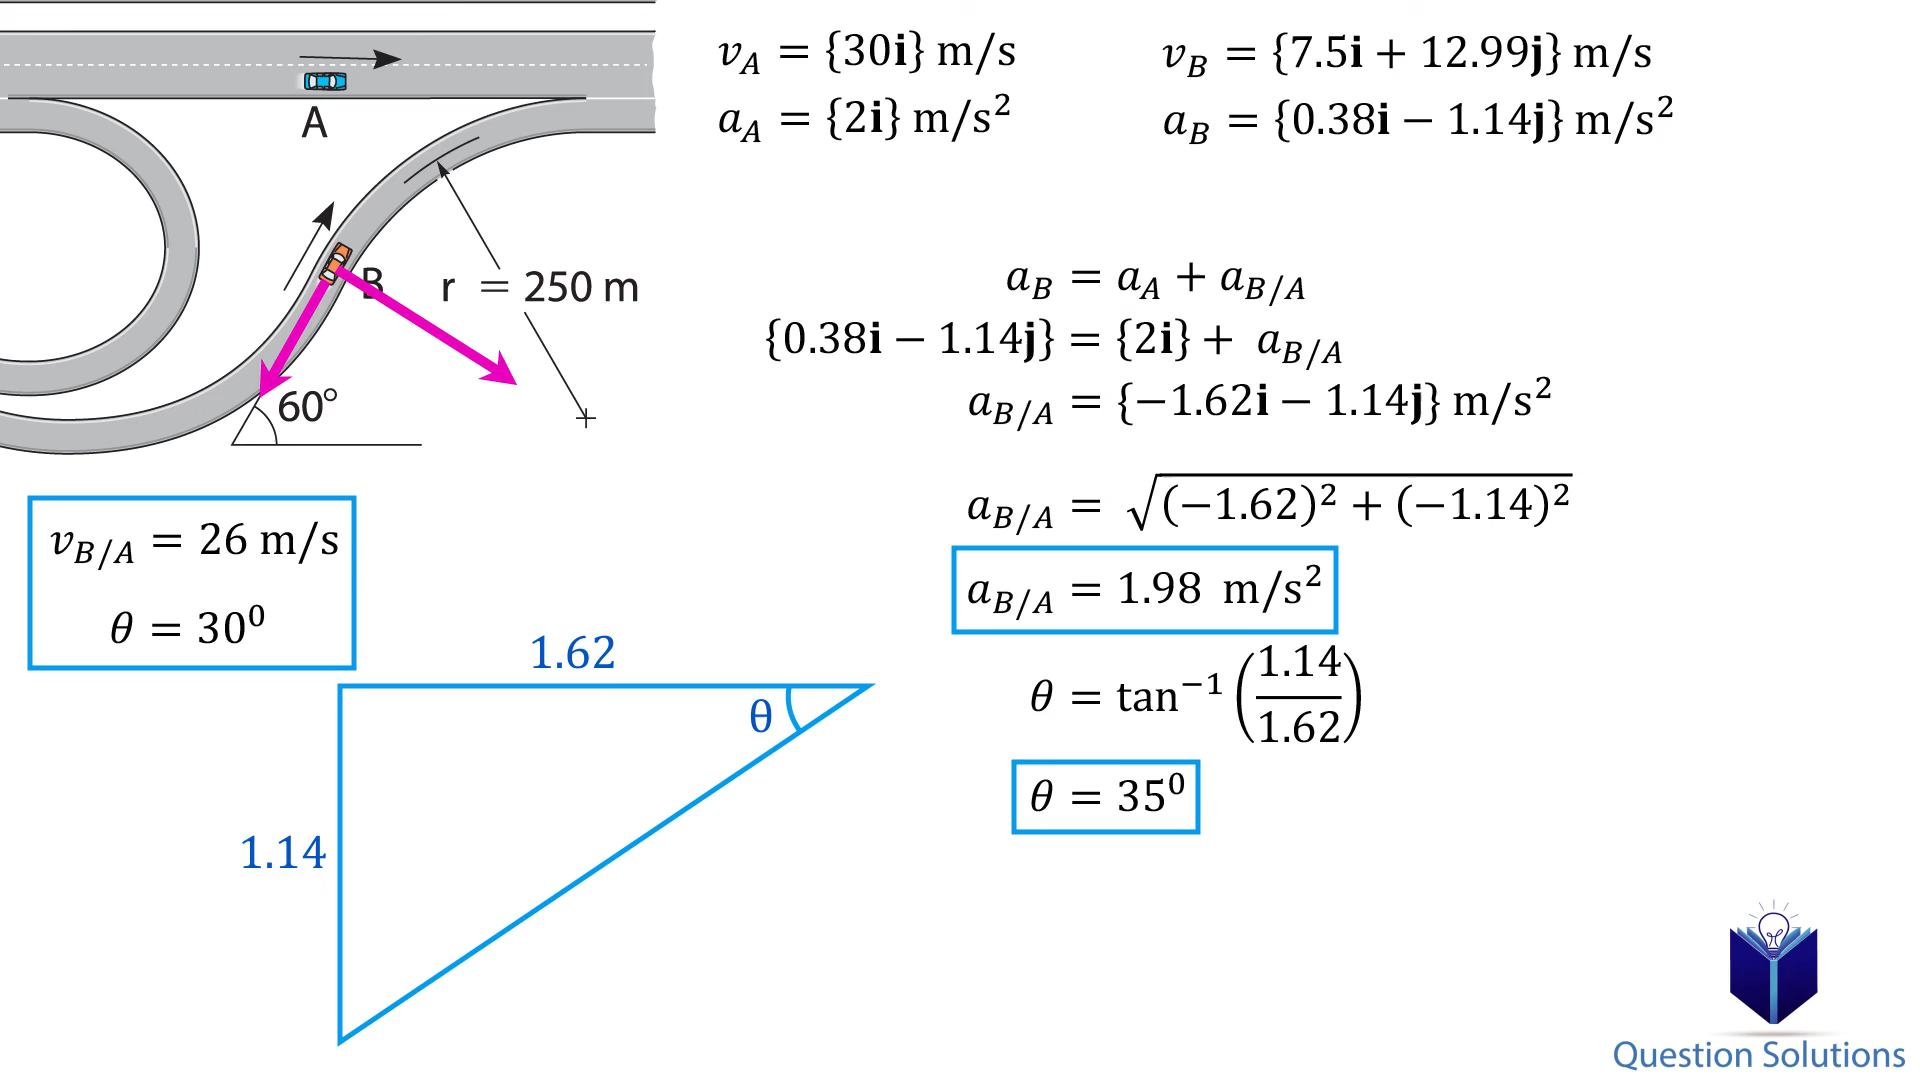 v_A = {30i} m/s
a_A = {2i} m/s²
v_B = {7.5i + 12.99j} m/s
a_B = {0.38i − 1.14j} m/s²
A
B
r = 250 m
60°
a_B = a_A + a_B/A
{0.38i − 1.14j} = {2i} + a_B/A
a_B/A = {−1.62i − 1.14j} m/s²
a_B/A = √(−1.62)² + (−1.14)²
a_B/A = 1.98 m/s²
θ = tan⁻¹ (1.14/1.62)
θ = 35⁰
v_B/A = 26 m/s
θ = 30⁰
1.62
θ
1.14
Question Solutions